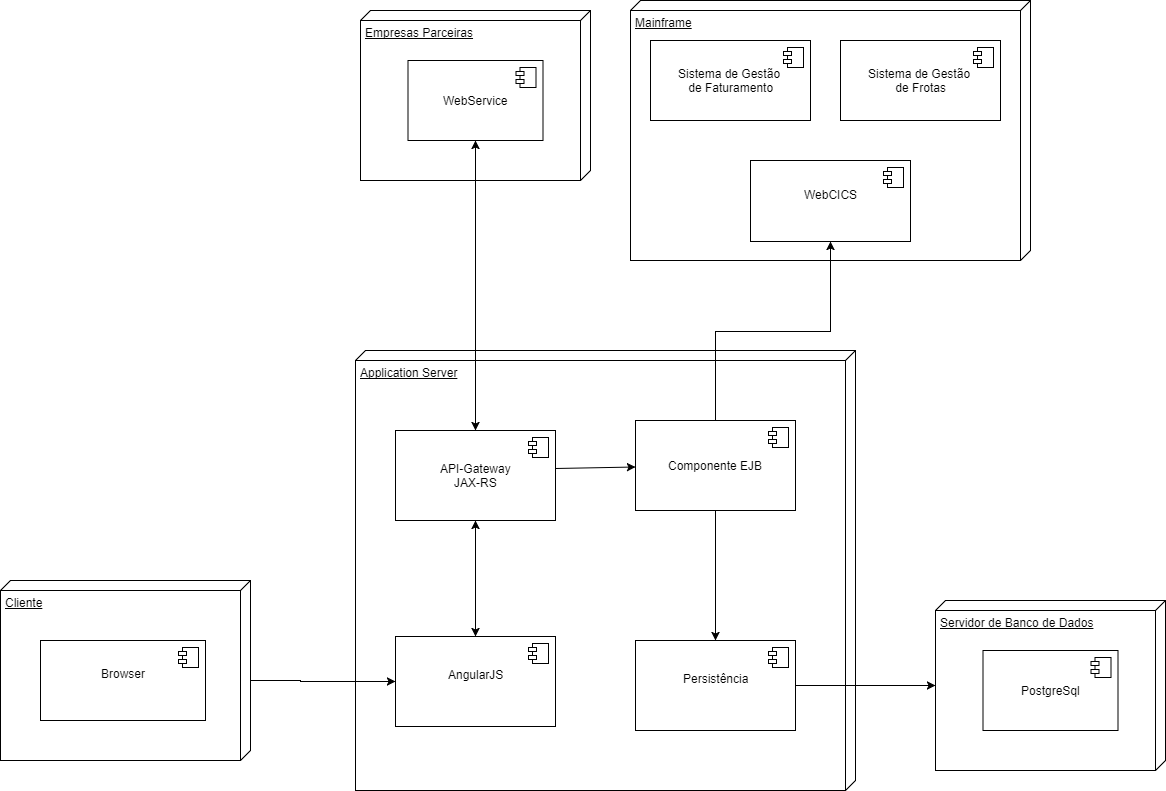 Empresas Parceiras
WebService
Mainframe
Sistema de Gestão
de Faturamento
Sistema de Gestão
de Frotas
WebCICS
Application Server
API-Gateway
JAX-RS
Componente EJB
Cliente
Browser
AngularJS
Persistência
Servidor de Banco de Dados
PostgreSql